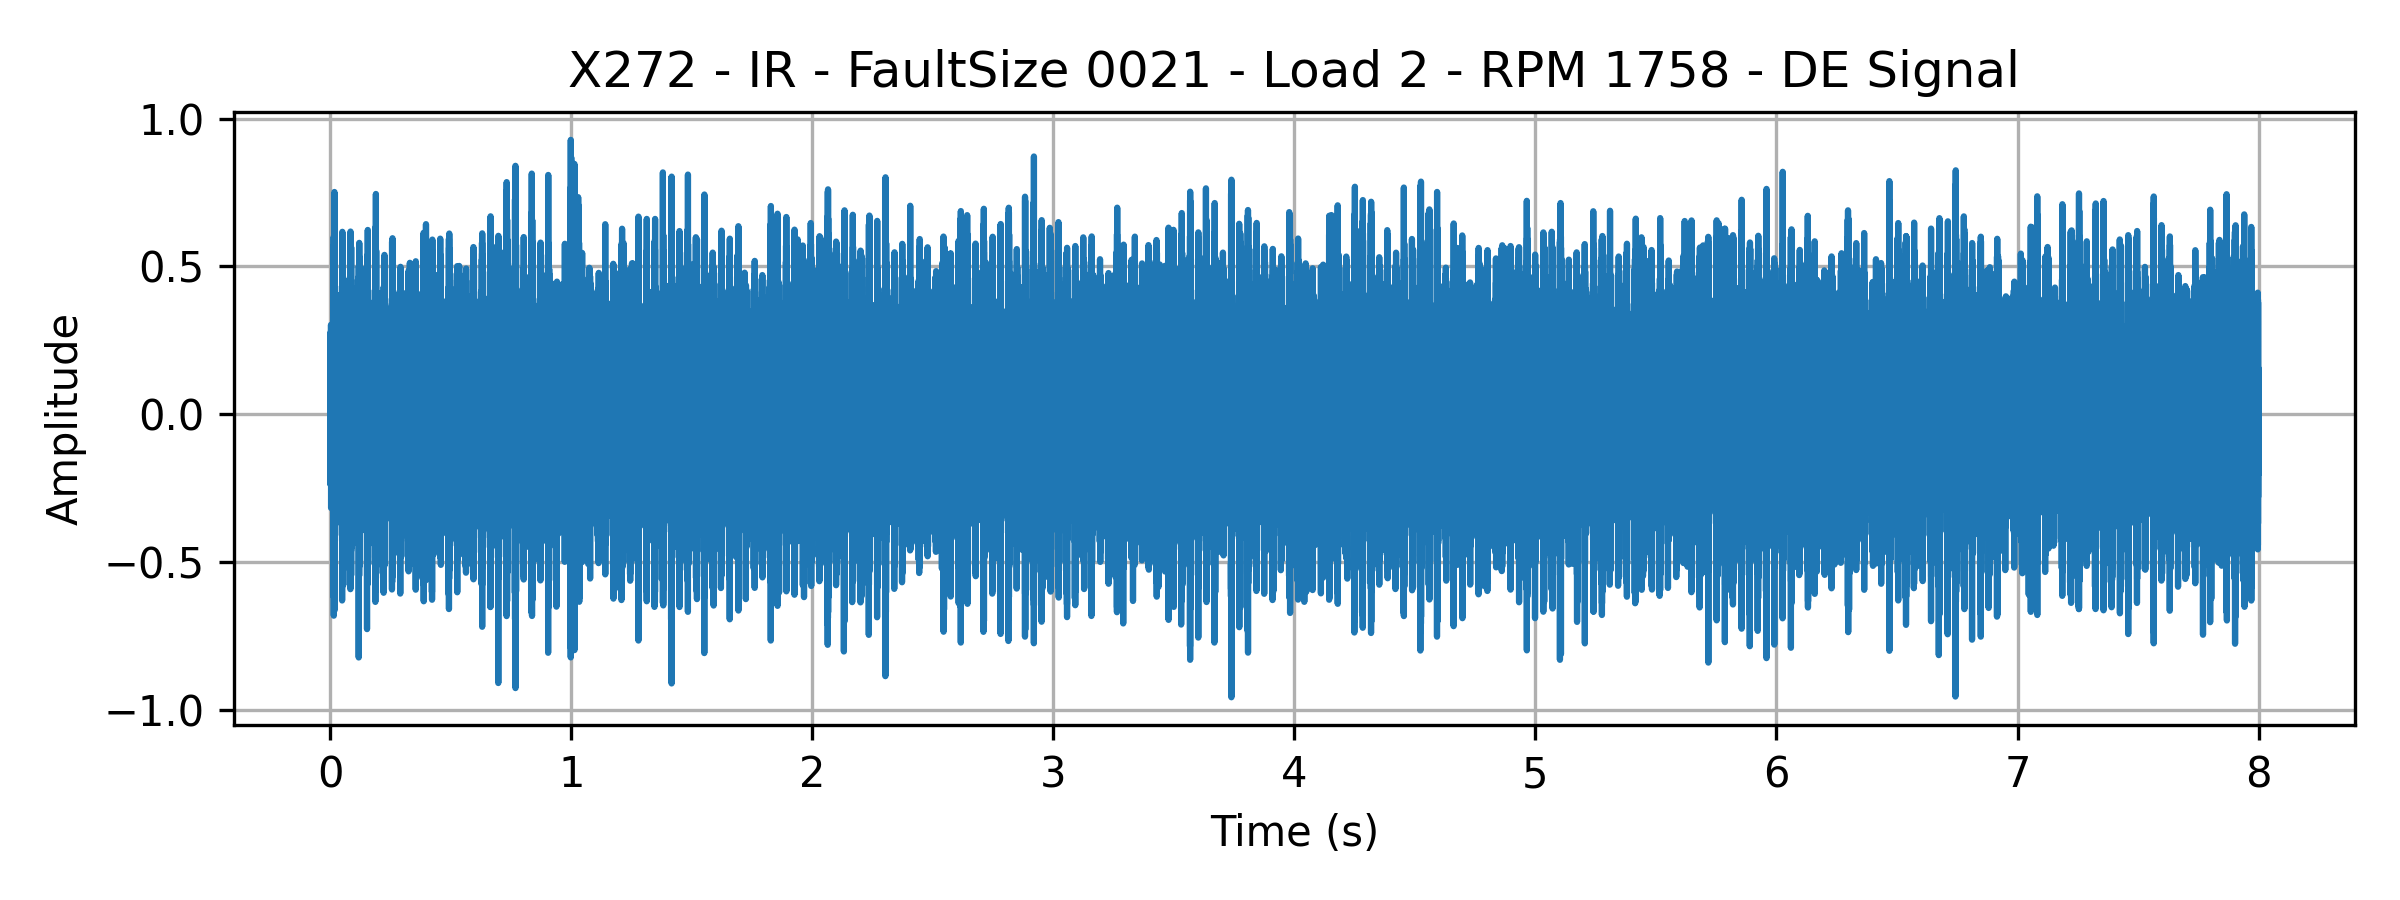 X272 - IR - FaultSize 0021 - Load 2 - RPM 1758 - DE Signal
1.0
0.5
0.0
−0.5
−1.0
Amplitude
0 1 2 3 4 5 6 7 8
Time (s)